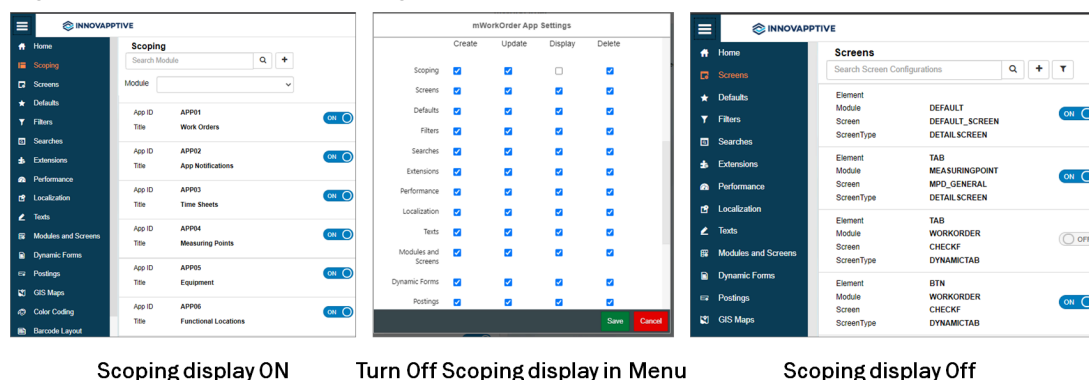 INNOVAPPTIVE
Home
Scoping
Screens
Defaults
Filters
Searches
Extensions
Performance
Localization
Texts
Modules and Screens
Dynamic Forms
Postings
GIS Maps
Color Coding
Barcode Layout
Scoping
Search Module
Module
App ID APP01
Title Work Orders
ON
App ID APP02
Title App Notifications
ON
App ID APP03
Title Time Sheets
ON
App ID APP04
Title Measuring Points
ON
App ID APP05
Title Equipment
ON
App ID APP06
Title Functional Locations
ON
Scoping display ON
mWorkOrder App Settings
Create Update Display Delete
Scoping
Screens
Defaults
Filters
Searches
Extensions
Performance
Localization
Texts
Modules and
Screens
Dynamic Forms
Postings
Save Cancel
Turn Off Scoping display in Menu
INNOVAPPTIVE
Home
Screens
Defaults
Filters
Searches
Extensions
Performance
Localization
Texts
Modules and Screens
Dynamic Forms
Postings
GIS Maps
Screens
Search Screen Configurations
Element
Module DEFAULT
Screen DEFAULT_SCREEN
ScreenType DETAILSCREEN
ON
Element TAB
Module MEASURINGPOINT
Screen MPD_GENERAL
ScreenType DETAILSCREEN
ON
Element TAB
Module WORKORDER
Screen CHECKF
ScreenType DYNAMICTAB
OFF
Element BTN
Module WORKORDER
Screen CHECKF
ScreenType DYNAMICTAB
ON
Scoping display Off